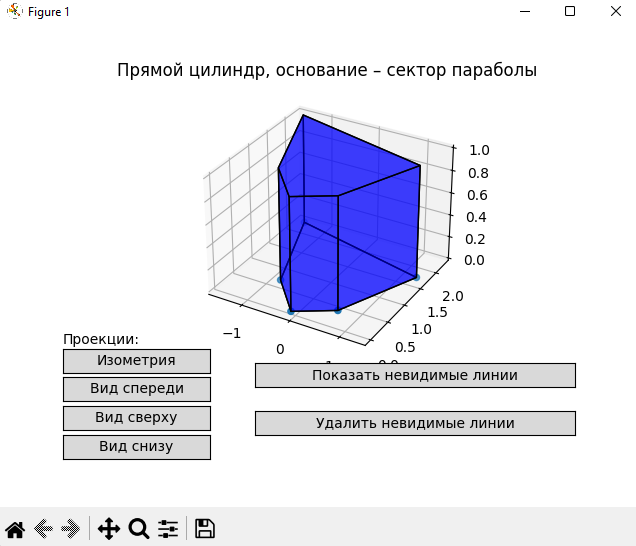 Figure 1
Прямой цилиндр, основание – сектор параболы
1.0
0.8
0.6
0.4
0.2
0.0
2.0
1.5
1.0
0.5
−1
0
Проекции:
Изометрия
Вид спереди
Вид сверху
Вид снизу
Показать невидимые линии
Удалить невидимые линии